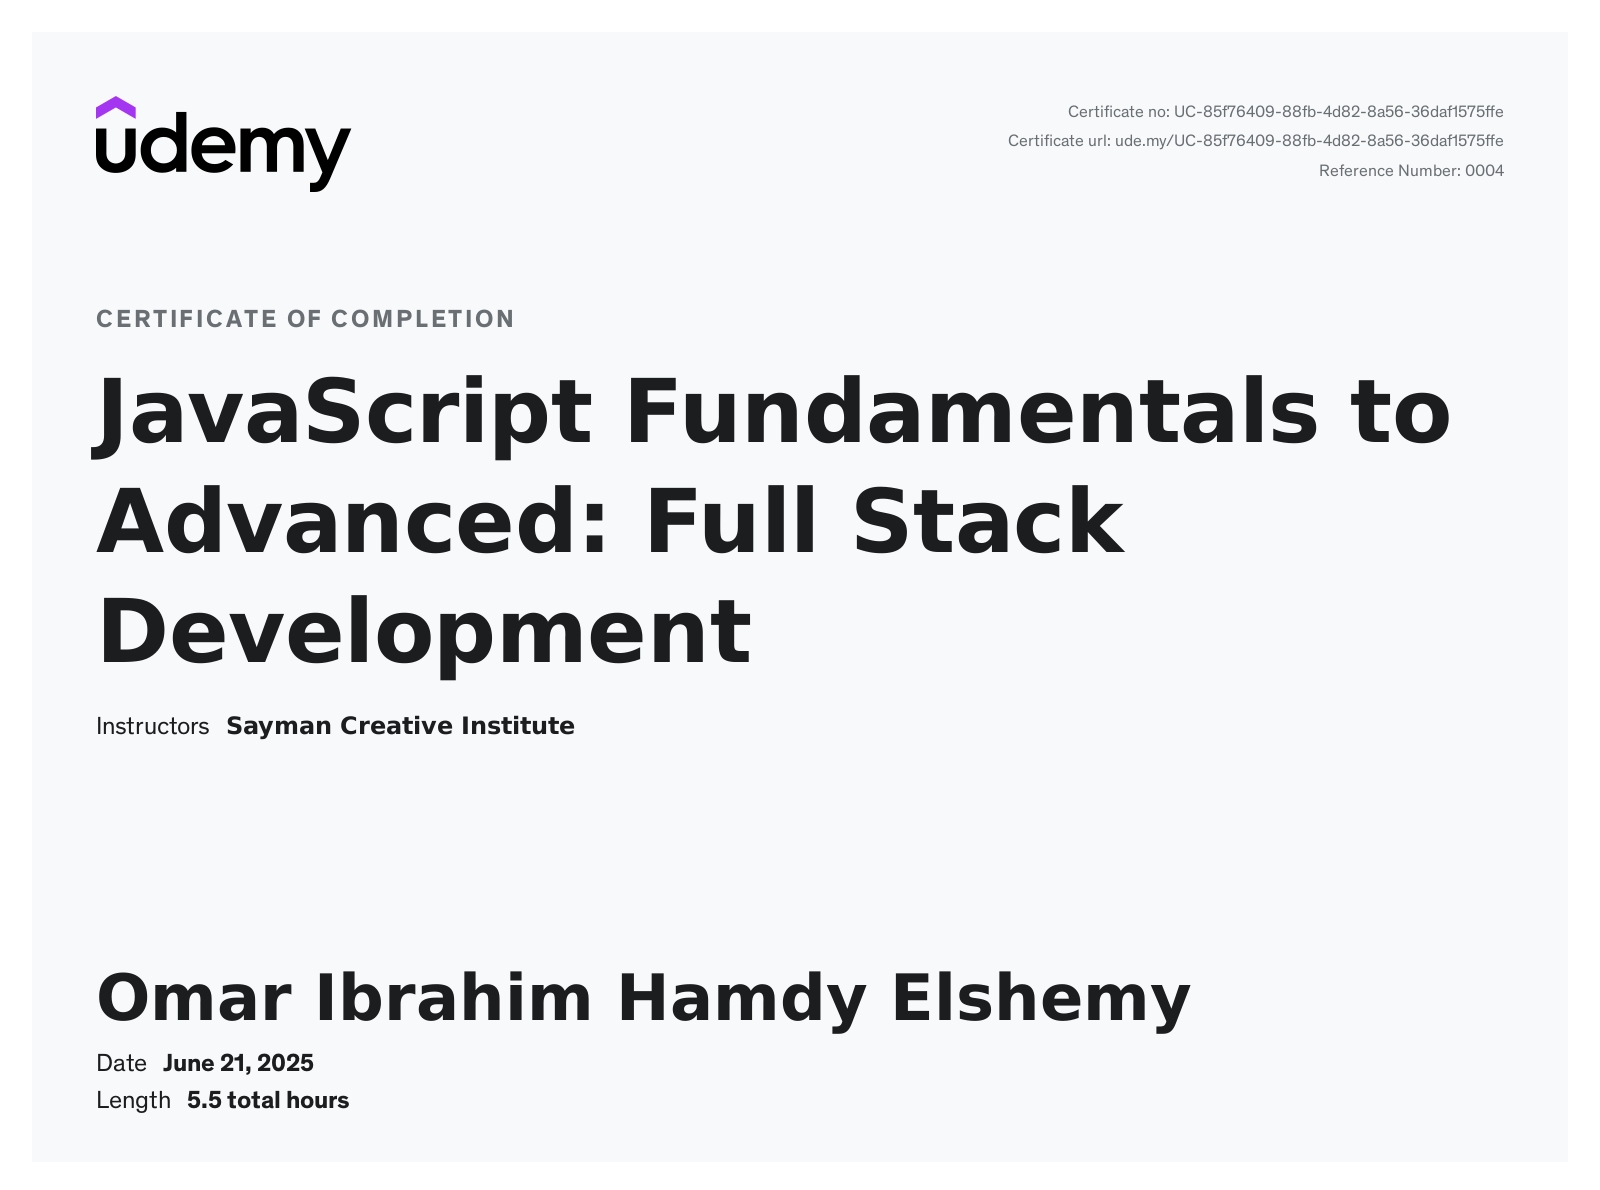 udemy
Certificate no: UC-85f76409-88fb-4d82-8a56-36daf1575ffe
Certificate url: ude.my/UC-85f76409-88fb-4d82-8a56-36daf1575ffe
Reference Number: 0004
CERTIFICATE OF COMPLETION
JavaScript Fundamentals to
Advanced: Full Stack
Development
Instructors Sayman Creative Institute
Omar Ibrahim Hamdy Elshemy
Date June 21, 2025
Length 5.5 total hours